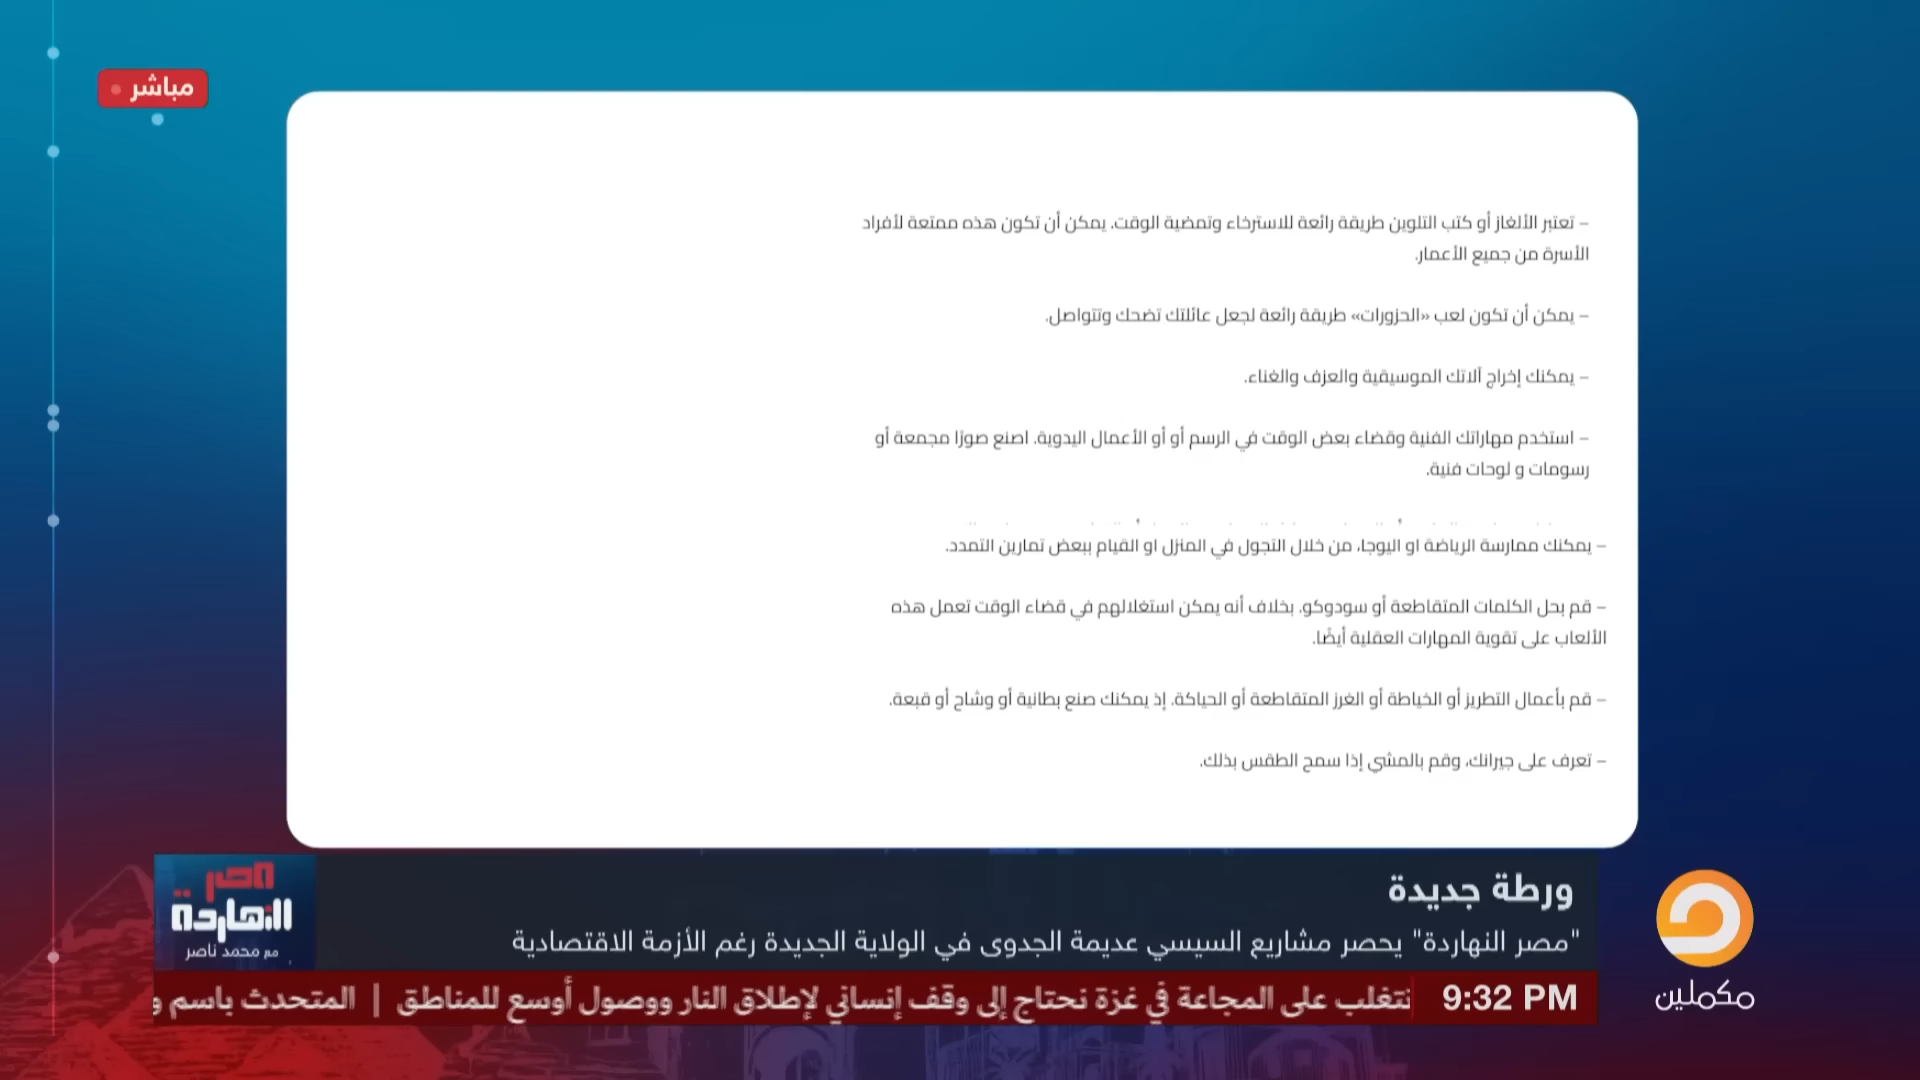 مباشر
– تعتبر الألغاز أو كتب التلوين طريقة رائعة للاسترخاء وتمضية الوقت. يمكن أن تكون هذه ممتعة لأفراد
الأسرة من جميع الأعمار.
– يمكن أن تكون لعب «الحزورات» طريقة رائعة لجعل عائلتك تضحك وتتواصل.
– يمكنك إخراج آلاتك الموسيقية والعزف والغناء.
– استخدم مهاراتك الفنية وقضاء بعض الوقت في الرسم أو أو الأعمال اليدوية. اصنع صورًا مجمعة أو
رسومات و لوحات فنية.
– يمكنك ممارسة الرياضة او اليوجا، من خلال التجول في المنزل او القيام ببعض تمارين التمدد.
– قم بحل الكلمات المتقاطعة أو سودوكو. بخلاف أنه يمكن استغلالهم في قضاء الوقت تعمل هذه
الألعاب على تقوية المهارات العقلية أيضًا.
– قم بأعمال التطريز أو الخياطة أو الغرز المتقاطعة أو الحياكة. إذ يمكنك صنع بطانية أو وشاح أو قبعة.
– تعرف على جيرانك، وقم بالمشي إذا سمح الطقس بذلك.
ورطة جديدة
"مصر النهاردة" يحصر مشاريع السيسي عديمة الجدوى في الولاية الجديدة رغم الأزمة الاقتصادية
مصر
النهاردة
مع محمد ناصر
9:32 PM
نتغلب على المجاعة في غزة نحتاج إلى وقف إنساني لإطلاق النار ووصول أوسع للمناطق | المتحدث باسم و
مكملين